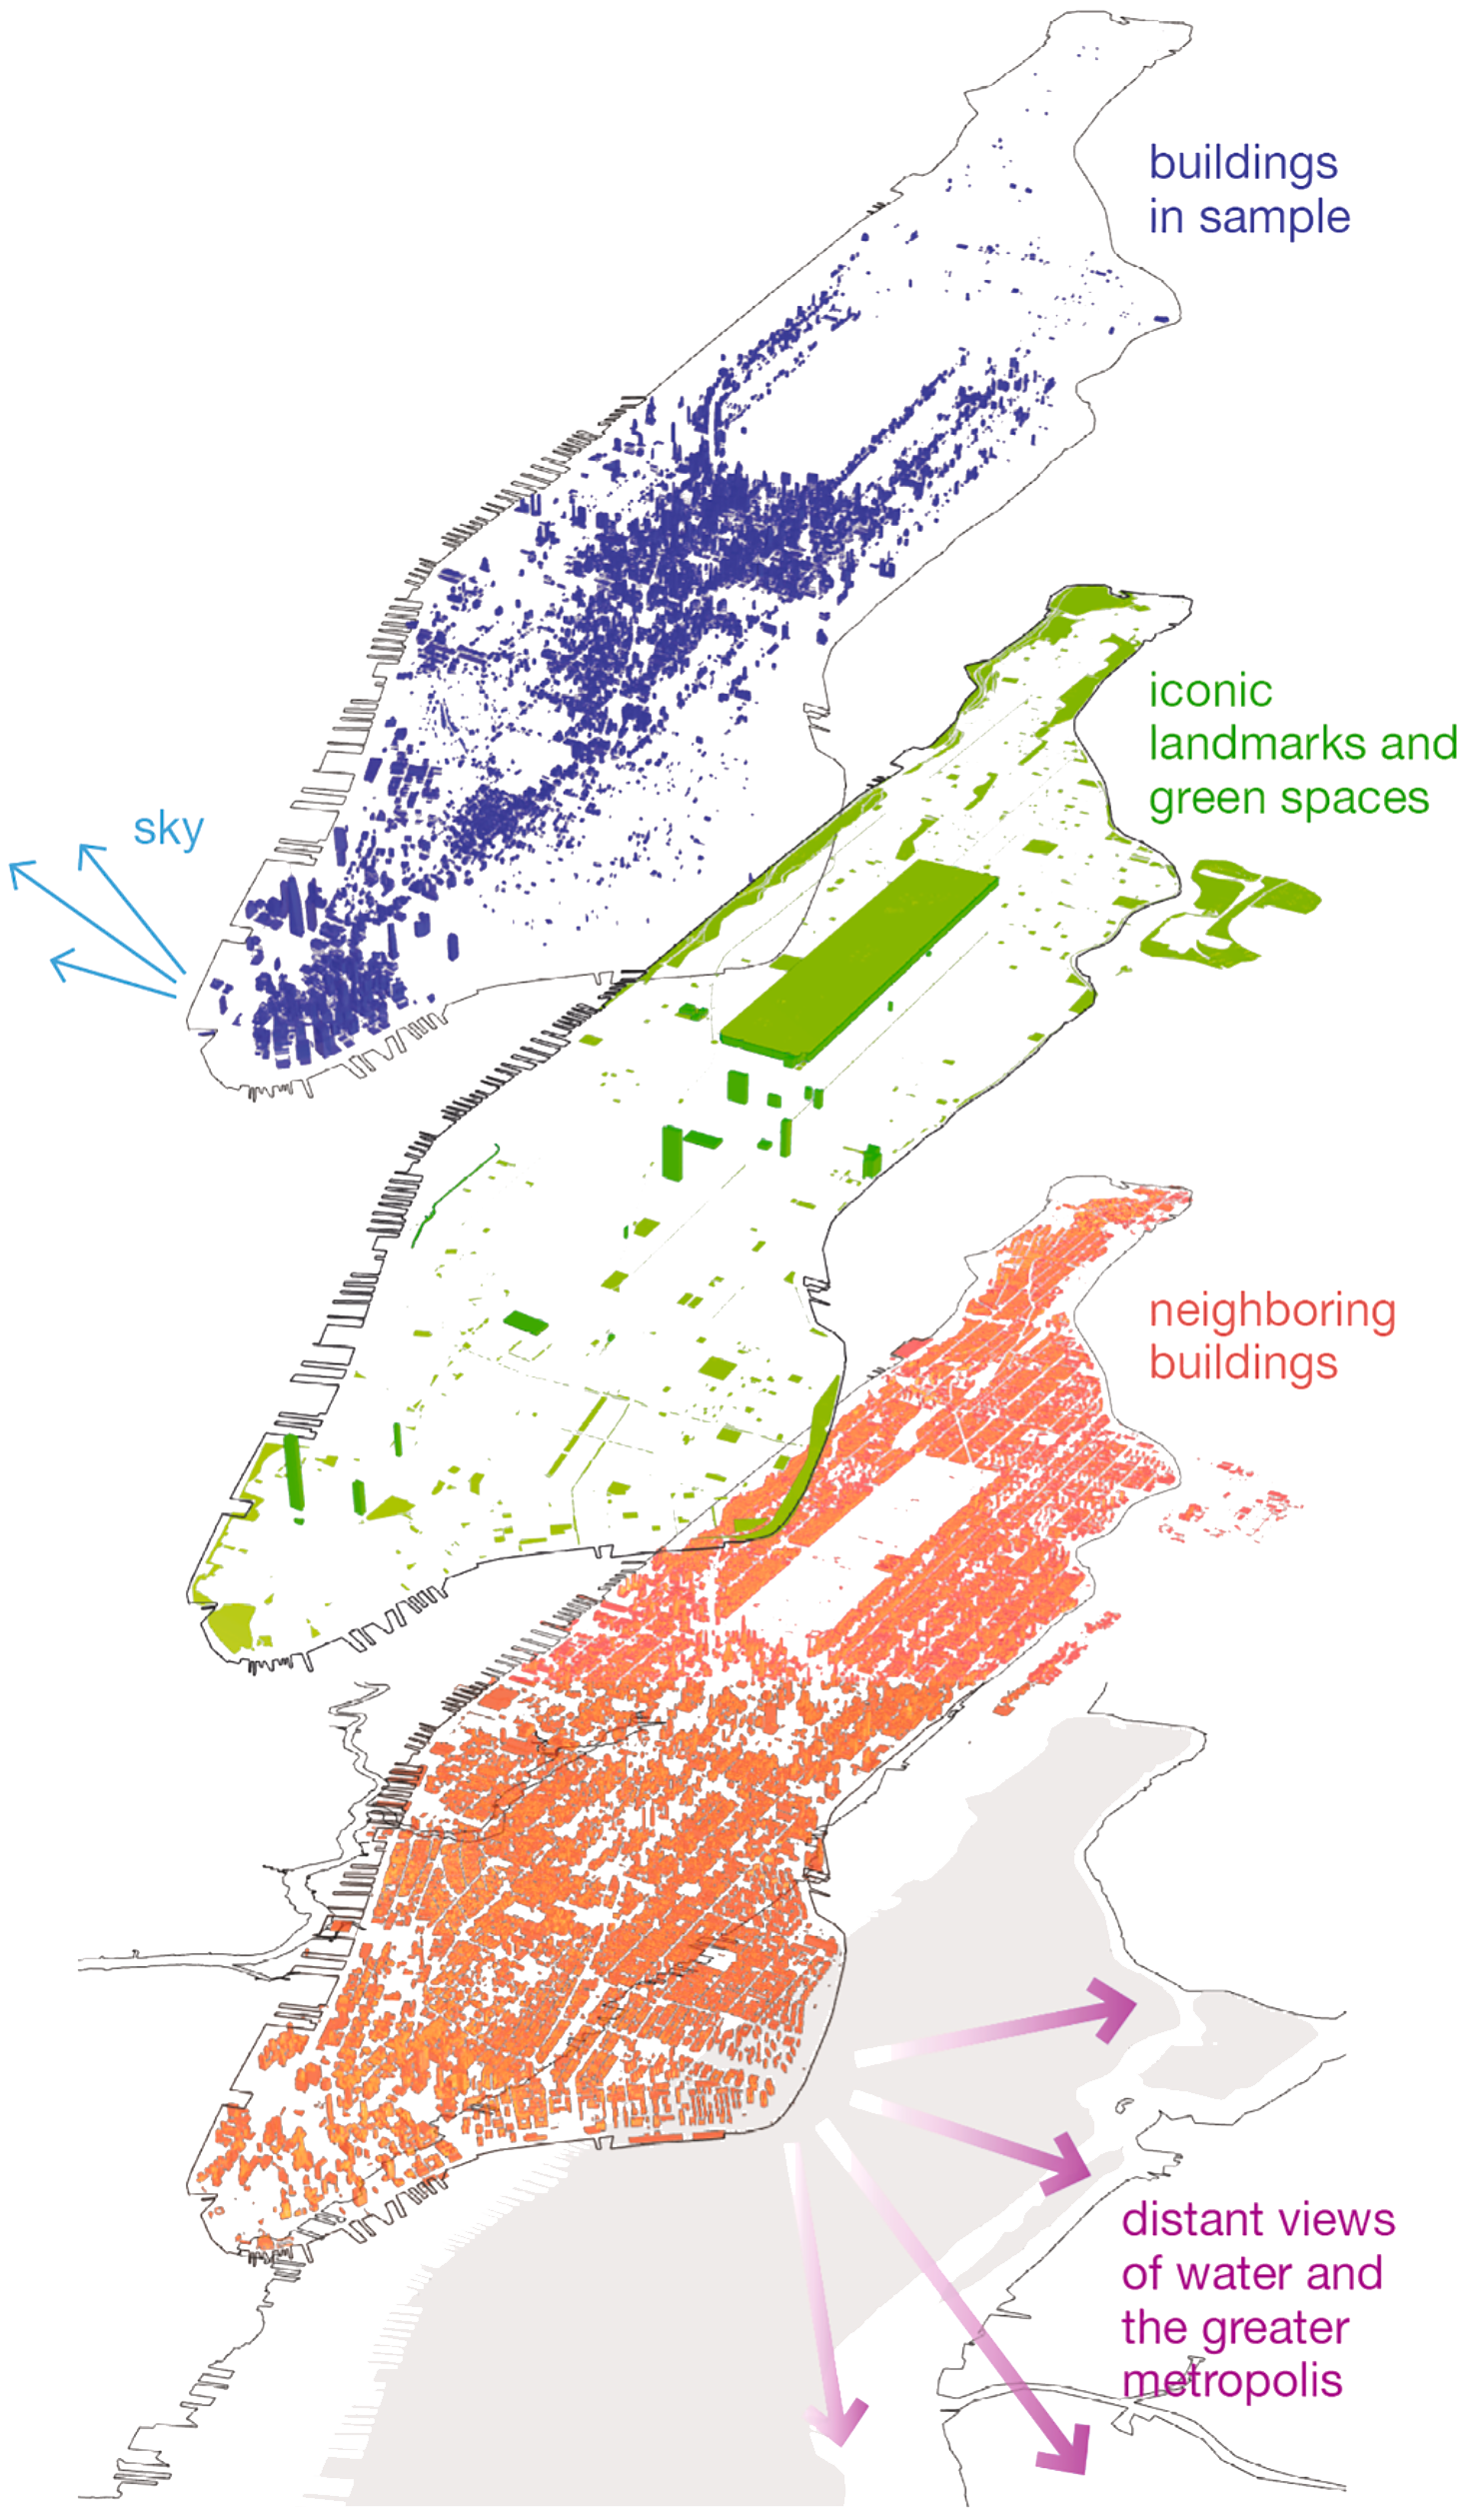 buildings
in sample
iconic
landmarks and
green spaces
sky
neighboring
buildings
distant views
of water and
the greater
metropolis